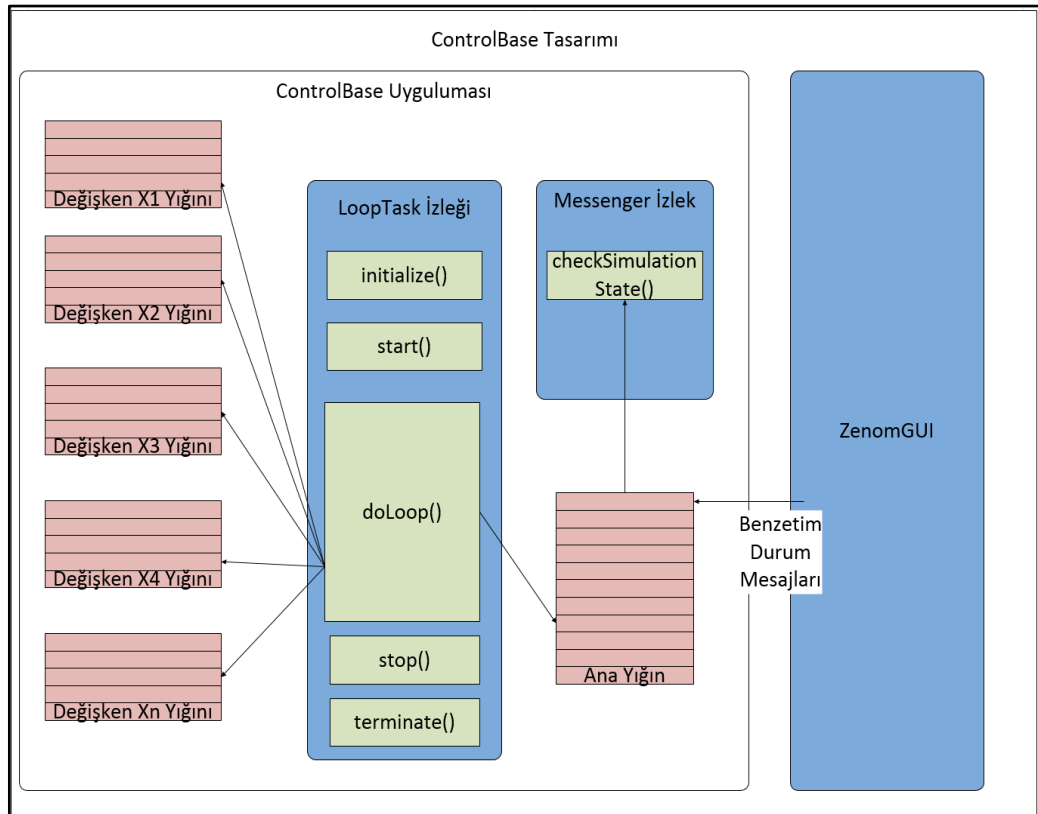 ControlBase Tasarımı
ControlBase Uyguluması
Değişken X1 Yığını
Değişken X2 Yığını
Değişken X3 Yığını
Değişken X4 Yığını
Değişken Xn Yığını
LoopTask İzleği
initialize()
start()
doLoop()
stop()
terminate()
Messenger İzlek
checkSimulation
State()
Ana Yığın
Benzetim
Durum
Mesajları
ZenomGUI